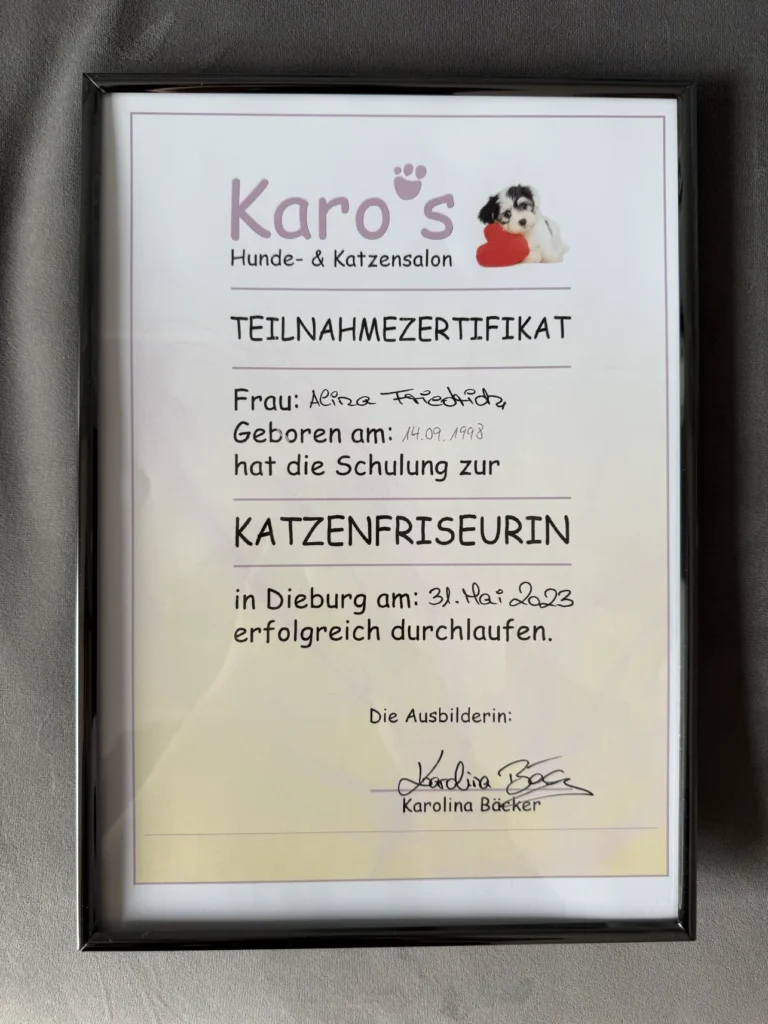 Karo's
Hunde- & Katzensalon
TEILNAHMEZERTIFIKAT
Frau: Alina Friedrich
Geboren am: 14.09.1998
hat die Schulung zur
KATZENFRISEURIN
in Dieburg am: 31. Mai 2023
erfolgreich durchlaufen.
Die Ausbilderin:
Karolina Bäcker
Karolina Bäcker